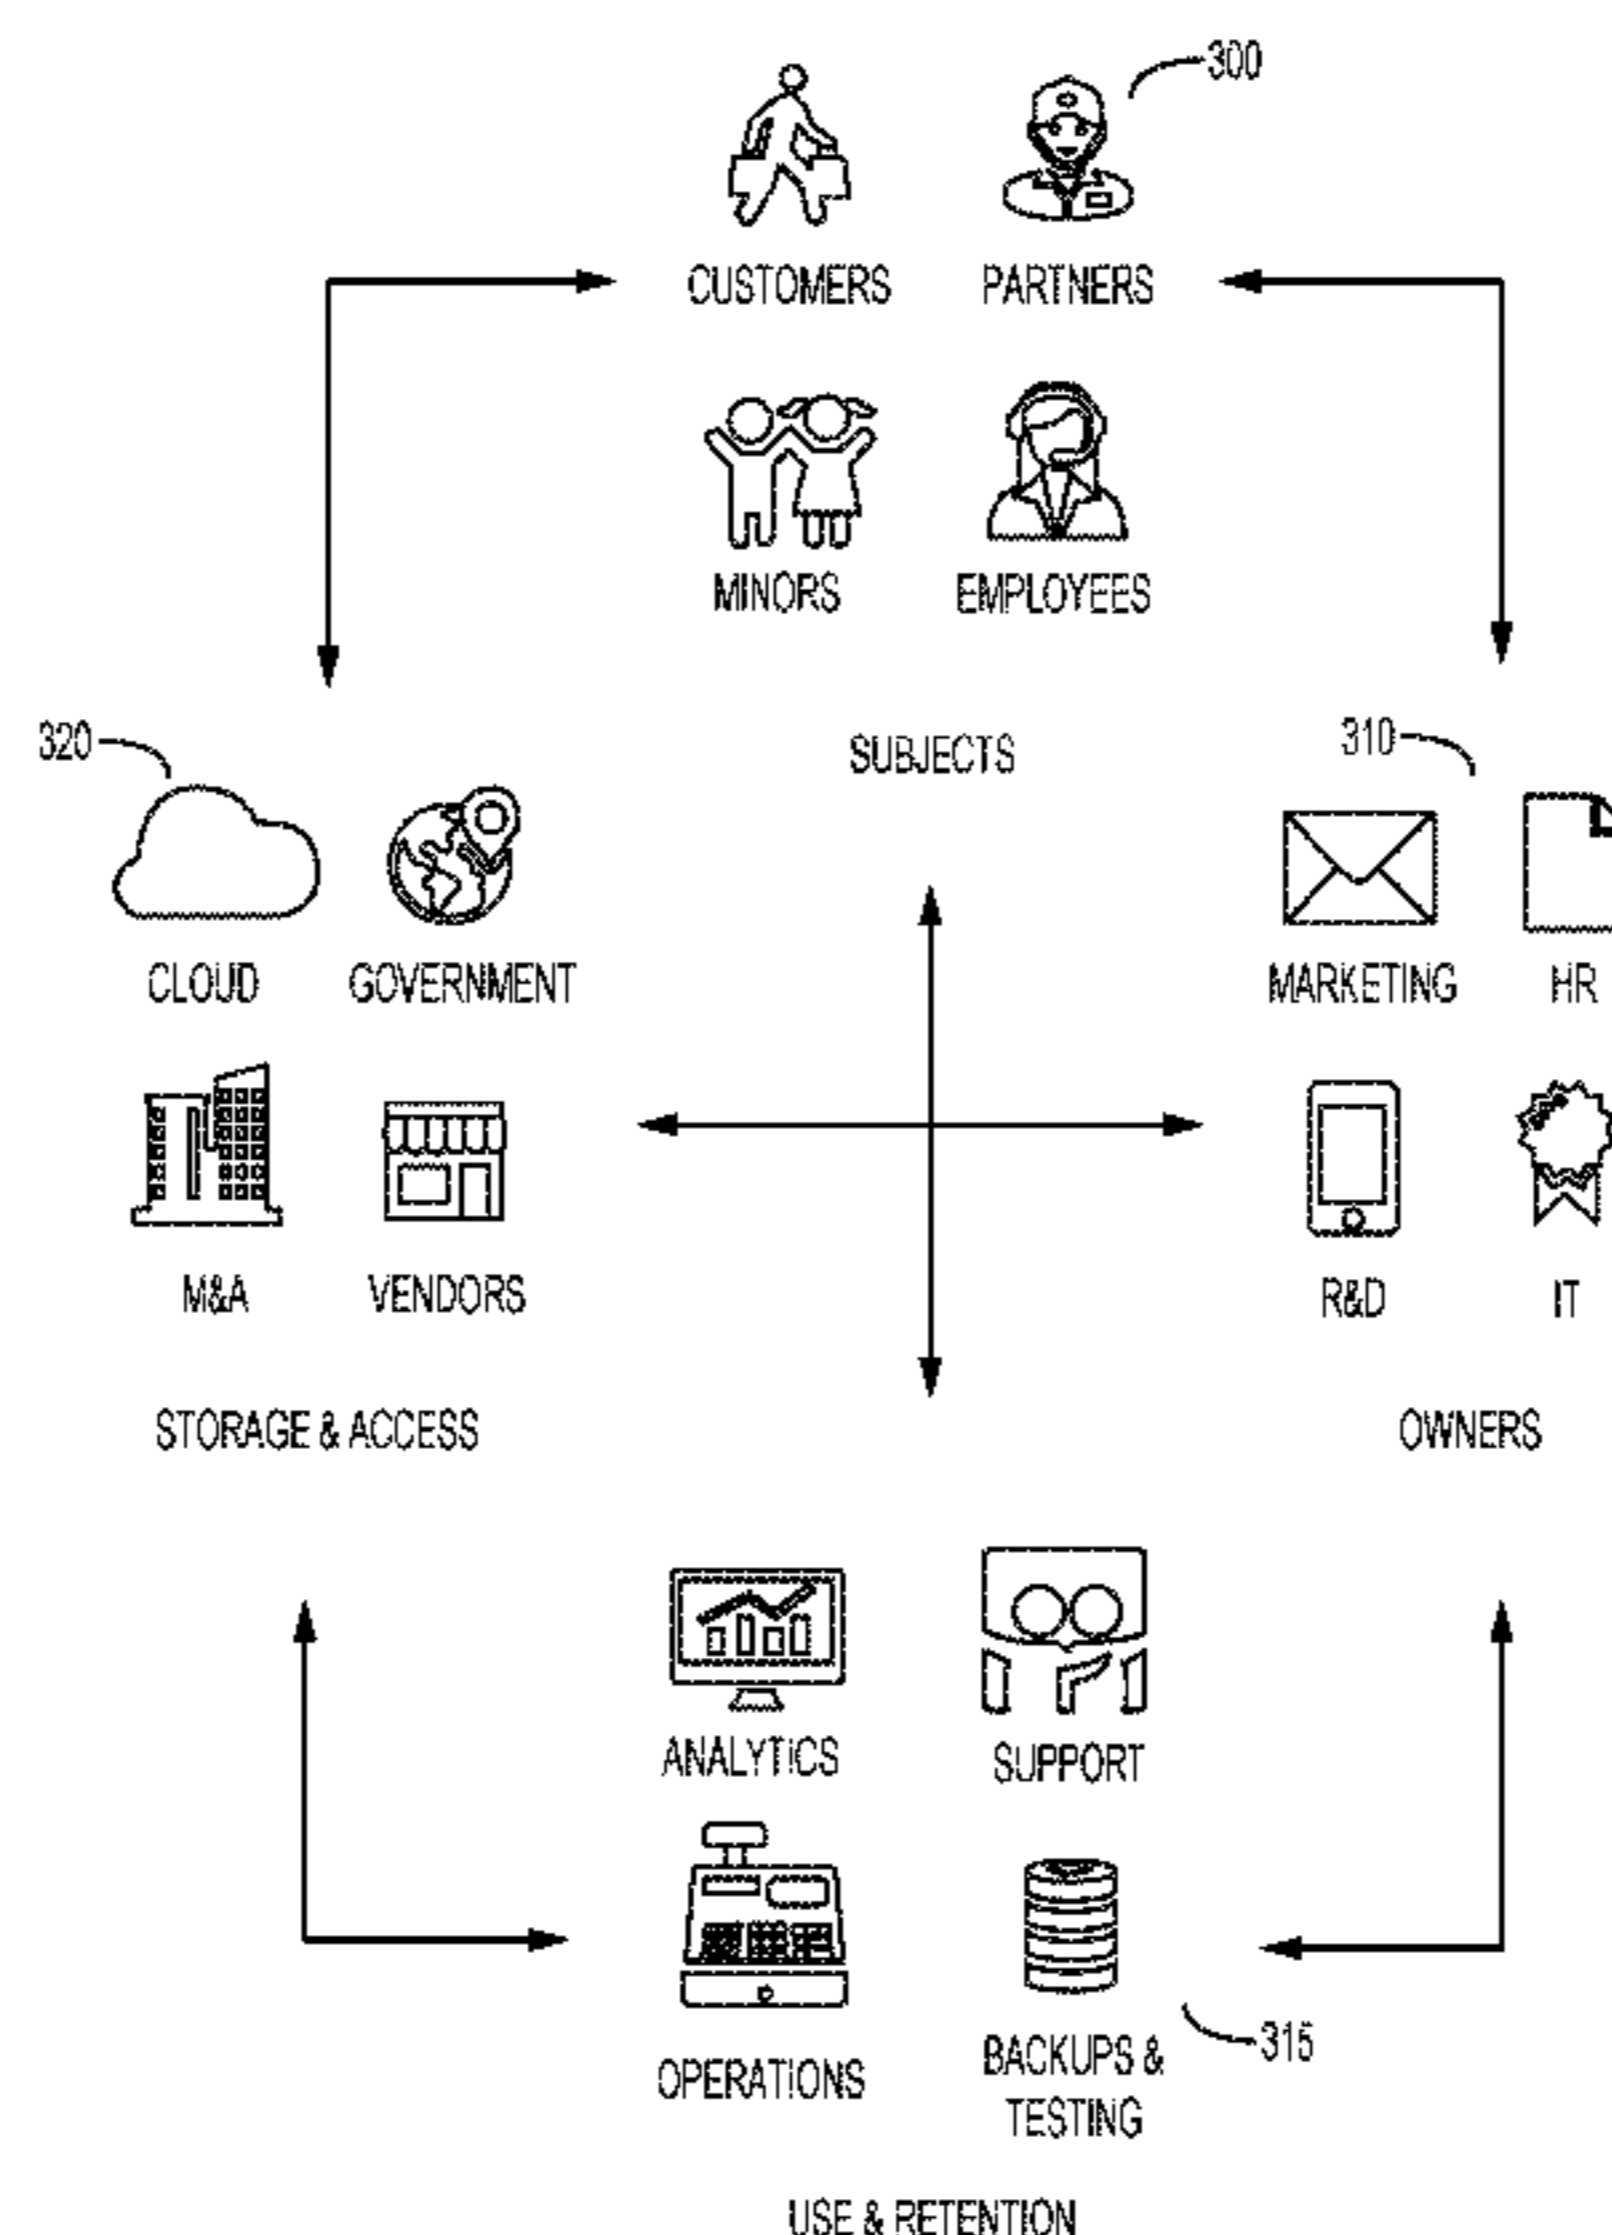 300
CUSTOMERS PARTNERS
MINORS EMPLOYEES
SUBJECTS
320
CLOUD GOVERNMENT
M&A VENDORS
STORAGE & ACCESS
310
MARKETING HR
R&D IT
OWNERS
ANALYTICS SUPPORT
OPERATIONS BACKUPS &
TESTING
315
USE & RETENTION